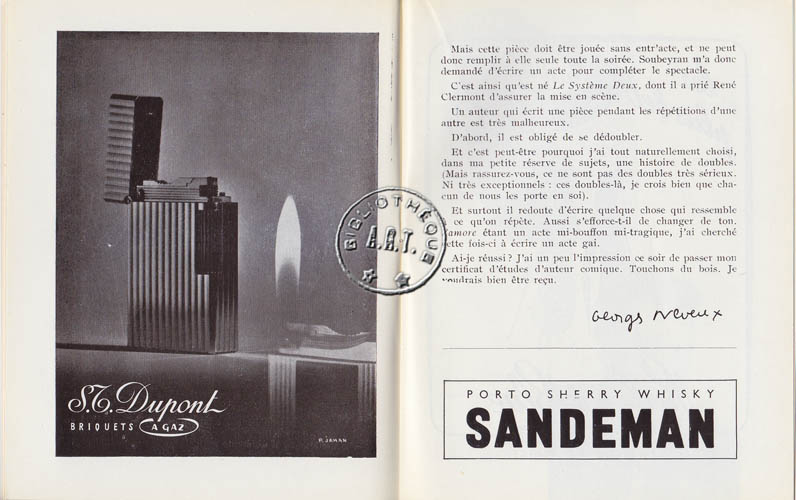 S.T. Dupont
BRIQUETS A GAZ
P. JAHAN
BIBLIOTHÈQUE
A.R.T.
Mais cette pièce doit être jouée sans entr'acte, et ne peut
donc remplir à elle seule toute la soirée. Soubeyran m'a donc
demandé d'écrire un acte pour compléter le spectacle.
C'est ainsi qu'est né Le Système Deux, dont il a prié René
Clermont d'assurer la mise en scène.
Un auteur qui écrit une pièce pendant les répétitions d'une
autre est très malheureux.
D'abord, il est obligé de se dédoubler.
Et c'est peut-être pourquoi j'ai tout naturellement choisi,
dans ma petite réserve de sujets, une histoire de doubles.
(Mais rassurez-vous, ce ne sont pas des doubles très sérieux.
Ni très exceptionnels : ces doubles-là, je crois bien que cha-
cun de nous les porte en soi).
Et surtout il redoute d'écrire quelque chose qui ressemble
ce qu'on répète. Aussi s'efforce-t-il de changer de ton.
Zamore étant un acte mi-bouffon mi-tragique, j'ai cherché
cette fois-ci à écrire un acte gai.
Ai-je réussi ? J'ai un peu l'impression ce soir de passer mon
certificat d'études d'auteur comique. Touchons du bois. Je
voudrais bien être reçu.
Georges Neveux
PORTO SHERRY WHISKY
SANDEMAN